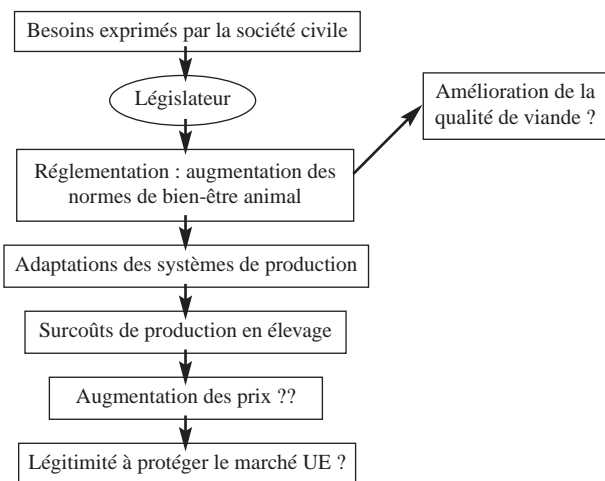 Besoins exprimés par la société civile
Législateur
Amélioration de la
qualité de viande ?
Réglementation : augmentation des
normes de bien-être animal
Adaptations des systèmes de production
Surcoûts de production en élevage
Augmentation des prix ??
Légitimité à protéger le marché UE ?